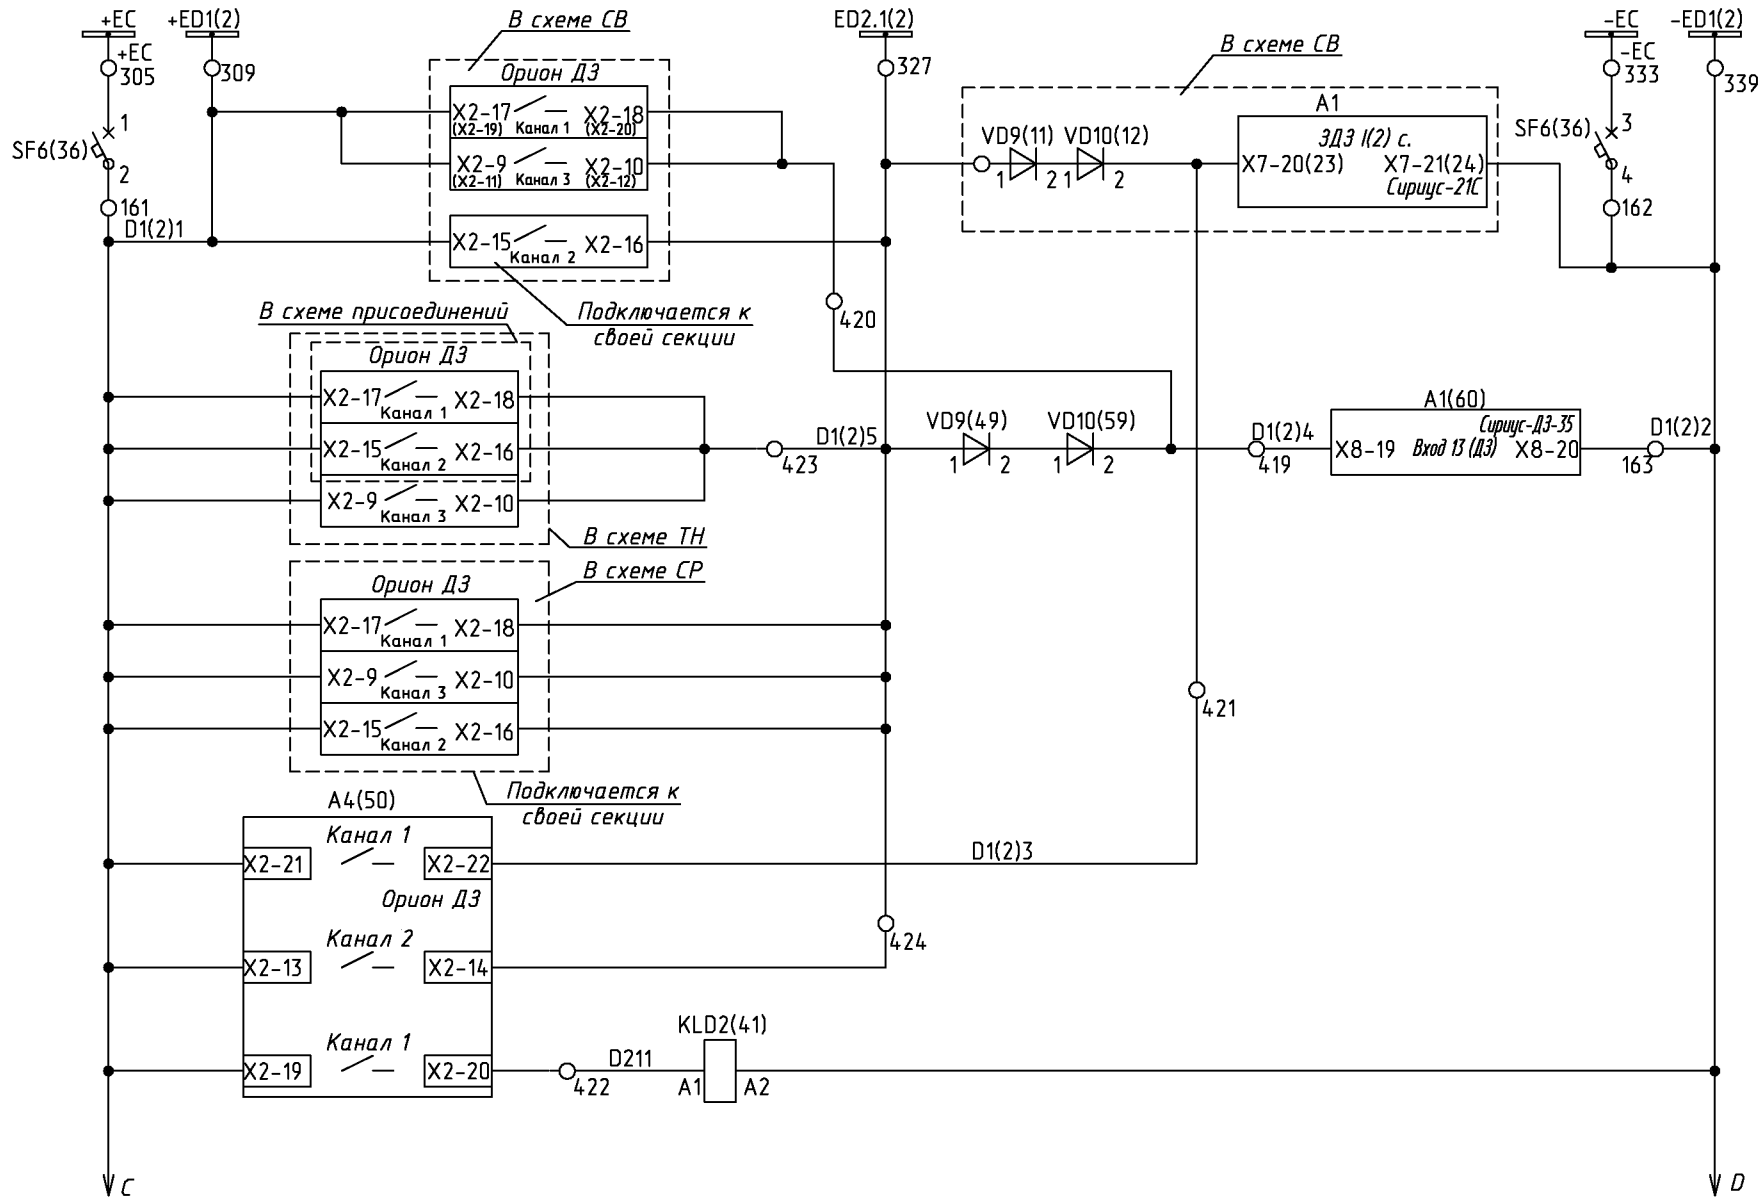 +EC
+ED1(2)
В схеме СВ
ED2.1(2)
В схеме СВ
-EC
-ED1(2)
+EC
305
309
327
-EC
333
339
Орион ДЗ
X2-17
X2-18
(X2-19)
Канал 1
(X2-20)
X2-9
X2-10
(X2-11)
Канал 3
(X2-12)
X2-15
X2-16
Канал 2
1
SF6(36)
2
161
D1(2)1
A1
VD9(11)
VD10(12)
1
2
1
2
ЗДЗ I(2) с.
X7-20(23)
X7-21(24)
Сириус-21С
SF6(36)
3
4
162
В схеме присоединений
Подключается к
своей секции
420
Орион ДЗ
X2-17
X2-18
Канал 1
X2-15
X2-16
Канал 2
X2-9
X2-10
Канал 3
423
D1(2)5
VD9(49)
VD10(59)
1
2
1
2
D1(2)4
419
A1(60)
Сириус-ДЗ-35
X8-19
Вход 13 (ДЗ)
X8-20
D1(2)2
163
В схеме ТН
В схеме СР
Орион ДЗ
X2-17
X2-18
Канал 1
X2-9
X2-10
Канал 3
X2-15
X2-16
Канал 2
421
Подключается к
своей секции
A4(50)
Канал 1
X2-21
X2-22
D1(2)3
Орион ДЗ
Канал 2
X2-13
X2-14
424
Канал 1
X2-19
X2-20
422
D211
KLD2(41)
A1
A2
C
D